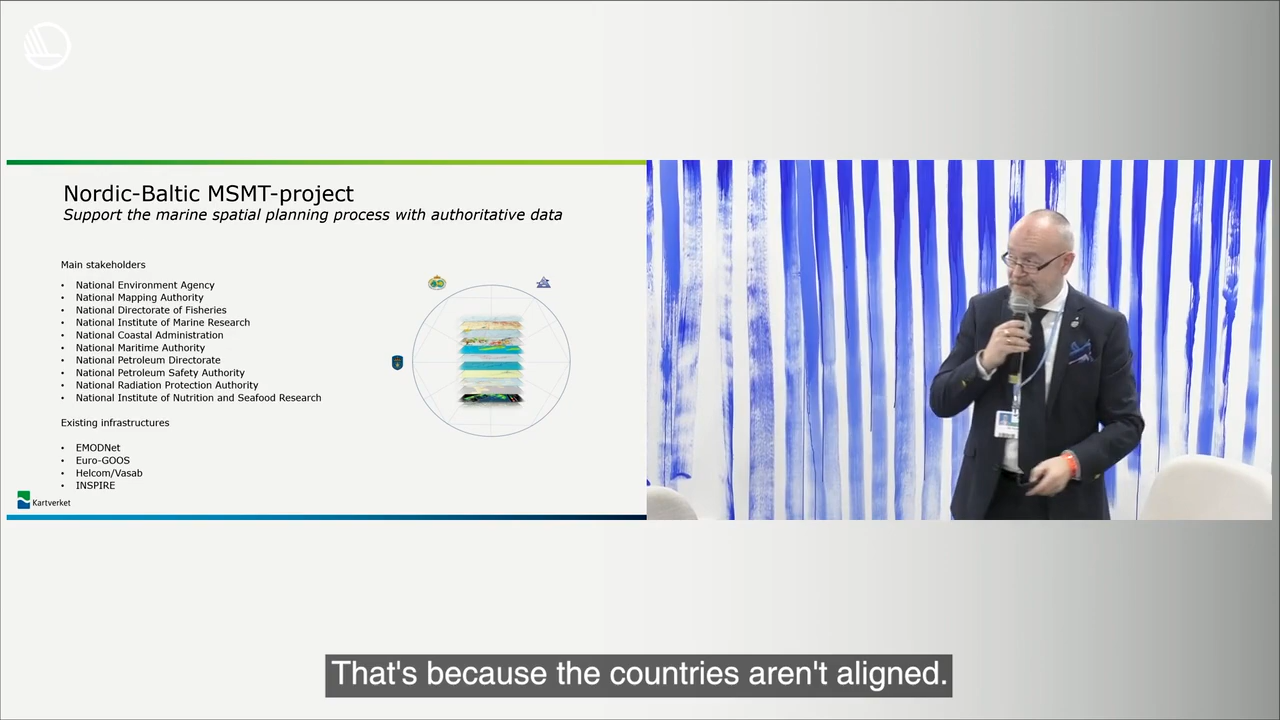 Nordic-Baltic MSMT-project
Support the marine spatial planning process with authoritative data
Main stakeholders
• National Environment Agency
• National Mapping Authority
• National Directorate of Fisheries
• National Institute of Marine Research
• National Coastal Administration
• National Maritime Authority
• National Petroleum Directorate
• National Petroleum Safety Authority
• National Radiation Protection Authority
• National Institute of Nutrition and Seafood Research
Existing infrastructures
• EMODNet
• Euro-GOOS
• Helcom/Vasab
• INSPIRE
Kartverket
That's because the countries aren't aligned.